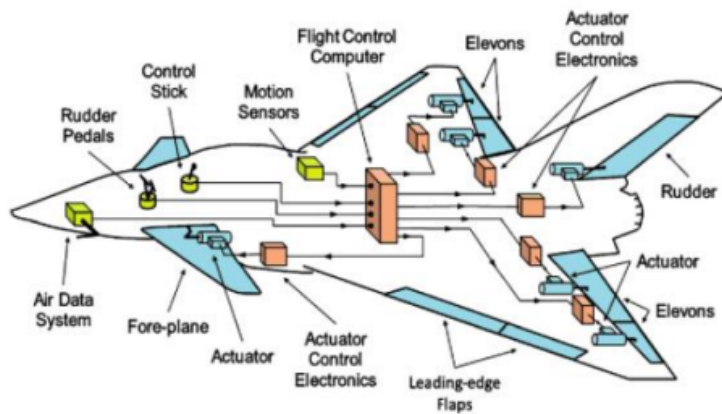 Flight Control
Computer
Elevons
Actuator
Control
Electronics
Control
Stick
Motion
Sensors
Rudder
Pedals
Rudder
Air Data
System
Fore-plane
Actuator
Actuator
Control
Electronics
Leading-edge
Flaps
Actuator
Elevons